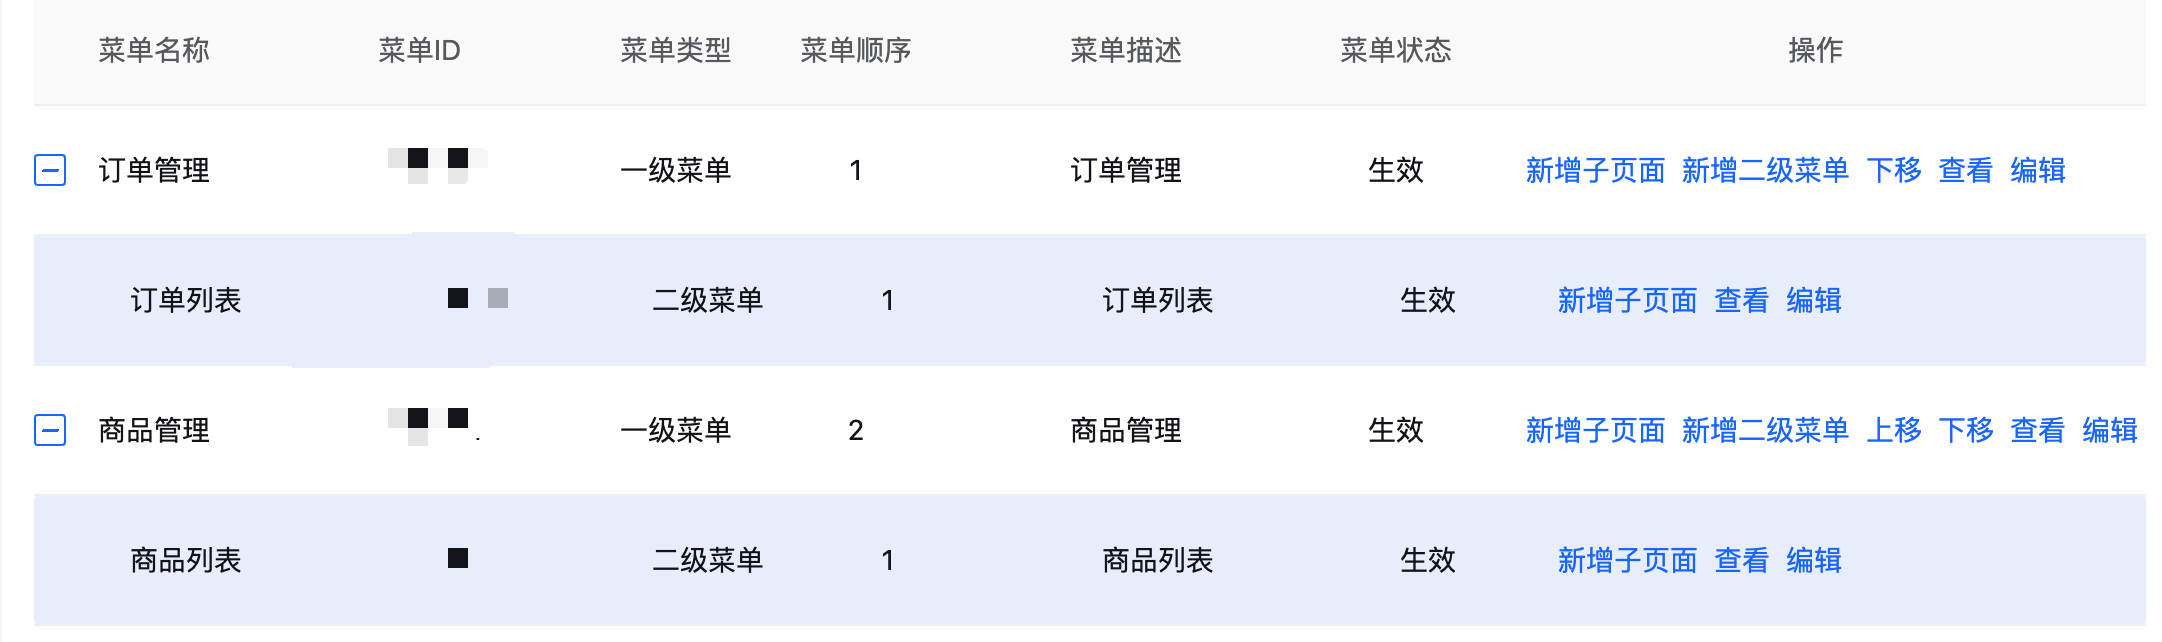 菜单名称 菜单ID 菜单类型 菜单顺序 菜单描述 菜单状态 操作
订单管理 一级菜单 1 订单管理 生效 新增子页面 新增二级菜单 下移 查看 编辑
订单列表 二级菜单 1 订单列表 生效 新增子页面 查看 编辑
商品管理 一级菜单 2 商品管理 生效 新增子页面 新增二级菜单 上移 下移 查看 编辑
商品列表 二级菜单 1 商品列表 生效 新增子页面 查看 编辑